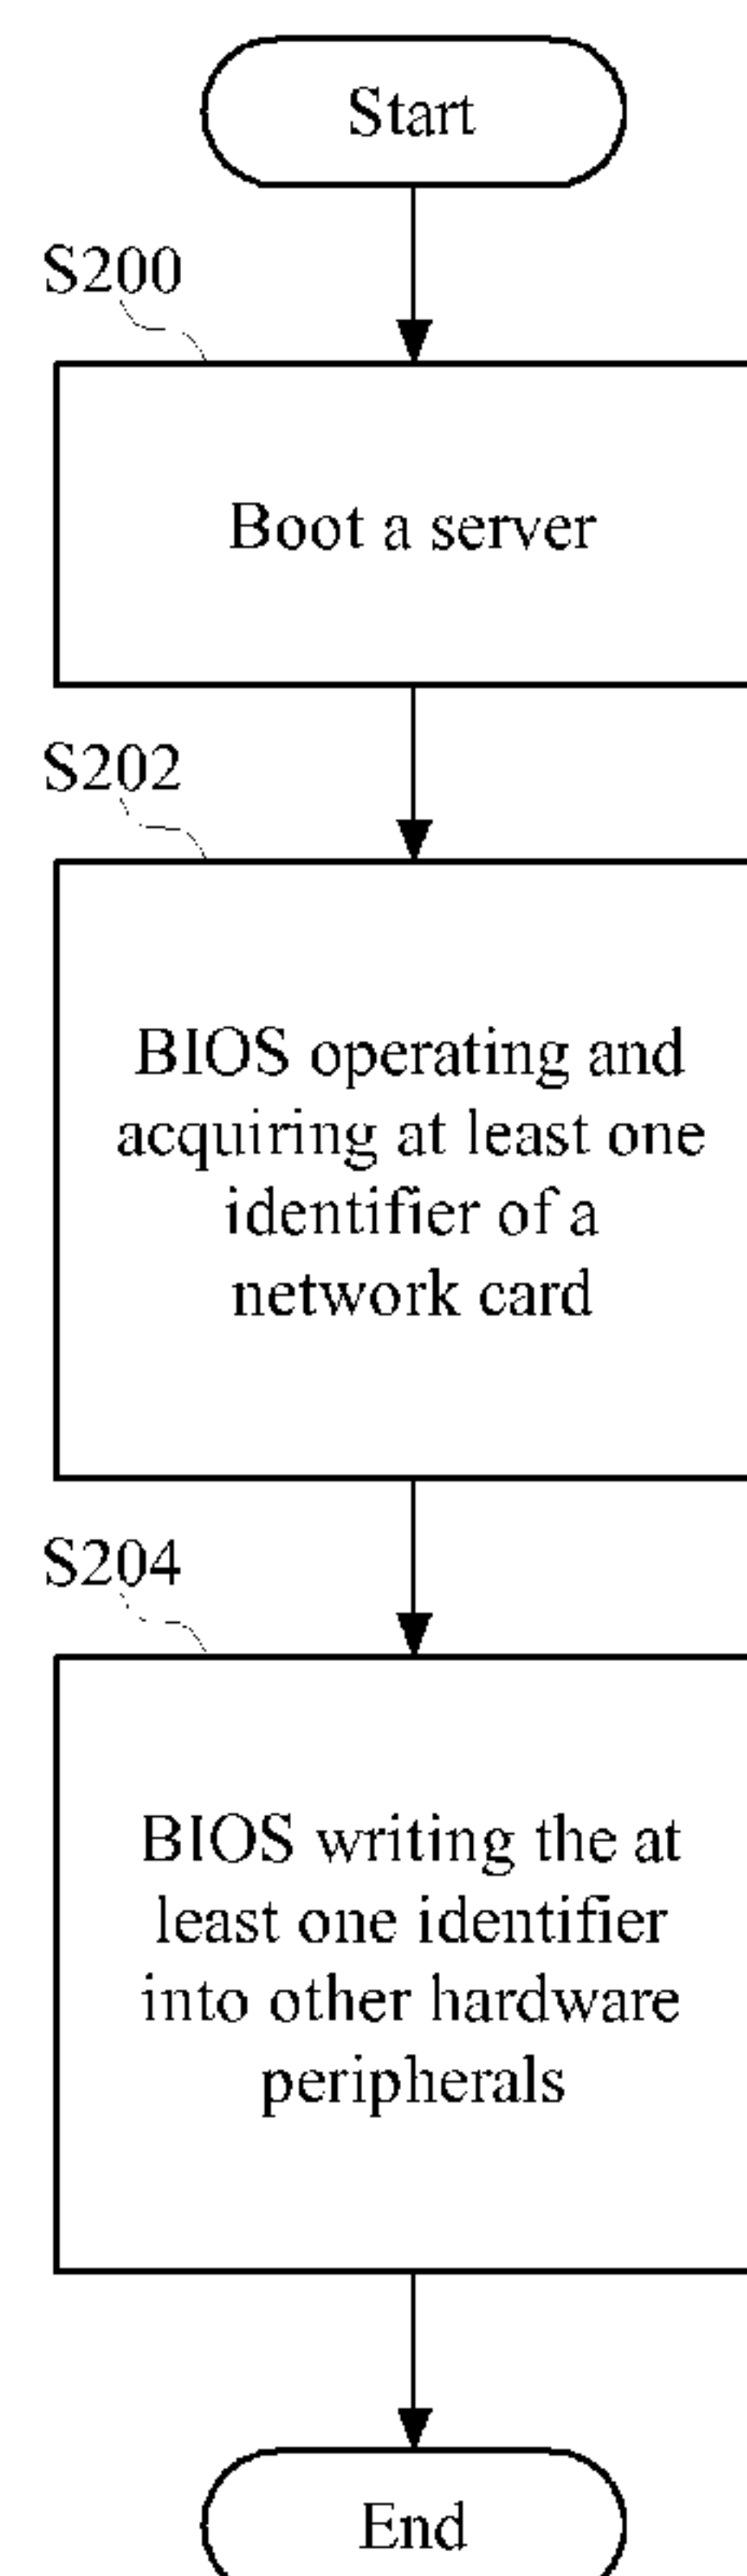 Start
S200
Boot a server
S202
BIOS operating and
acquiring at least one
identifier of a
network card
S204
BIOS writing the at
least one identifier
into other hardware
peripherals
End